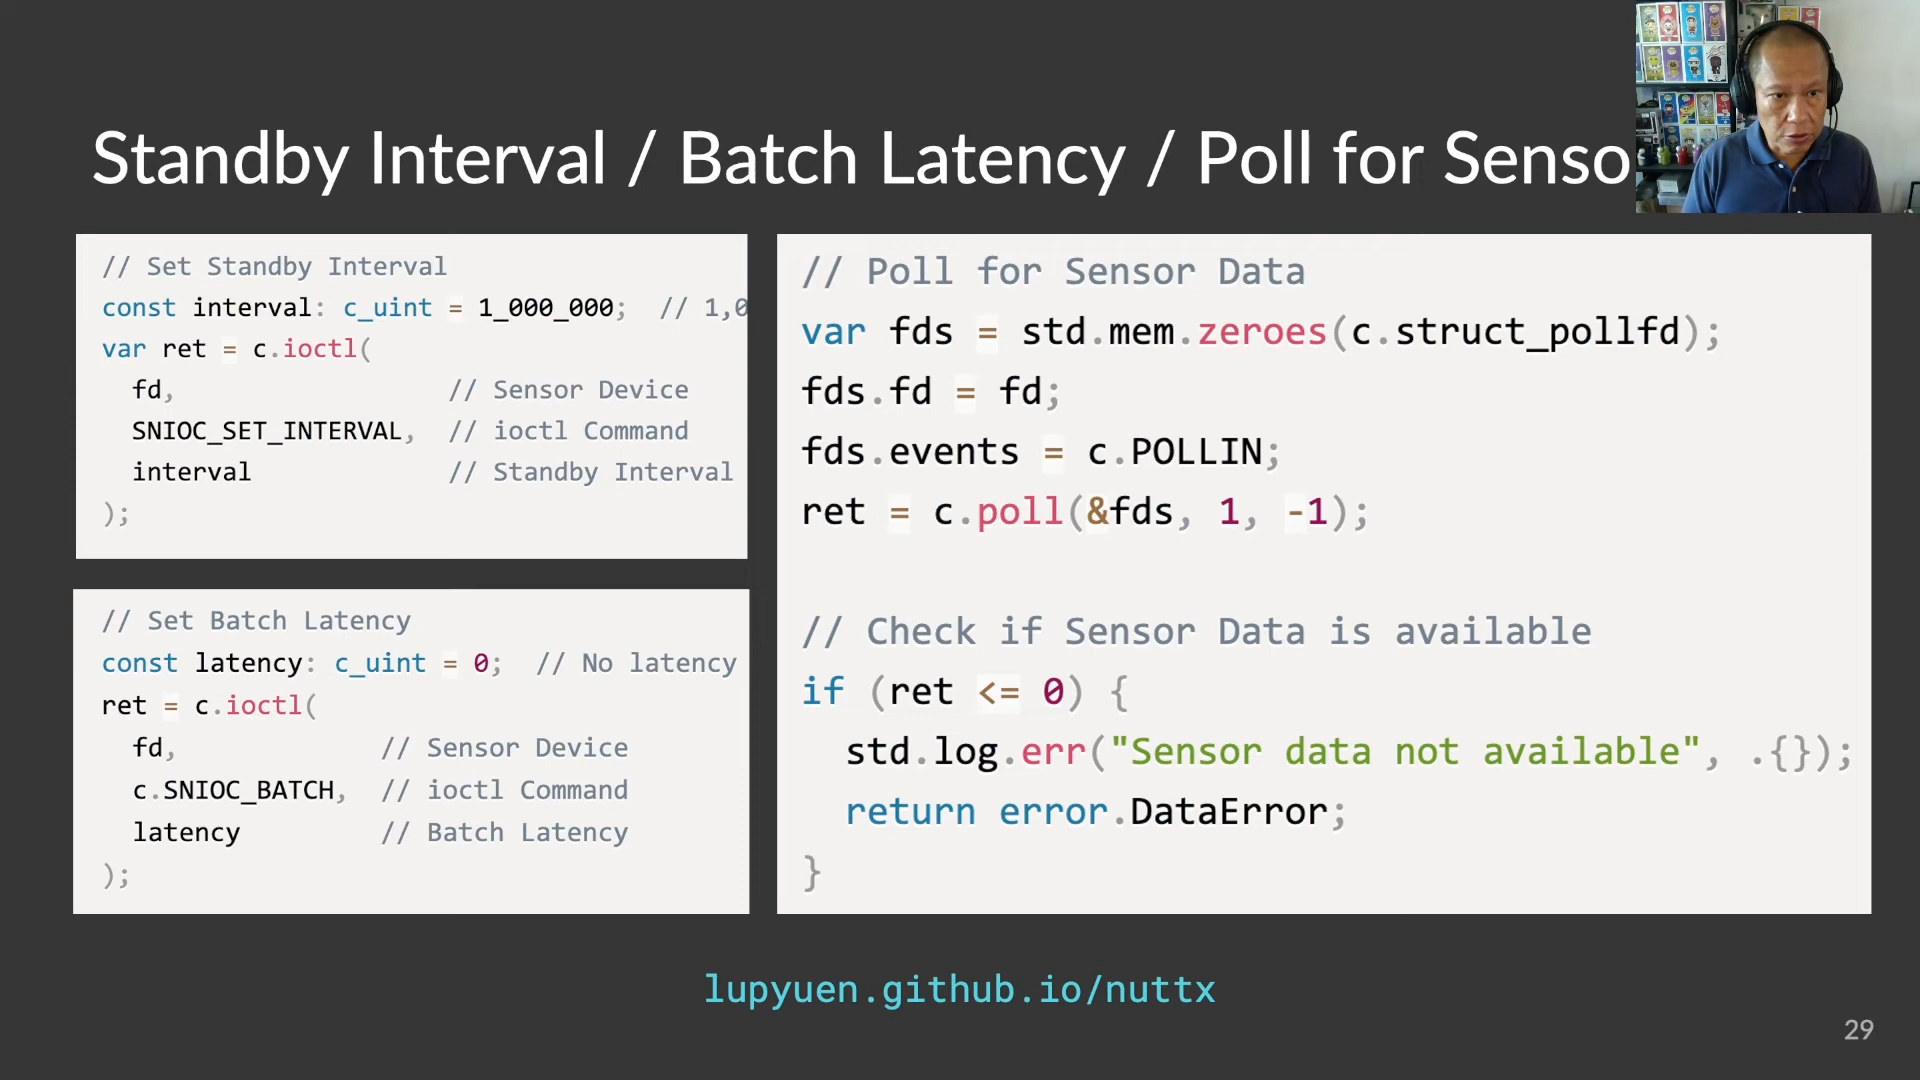 Standby Interval / Batch Latency / Poll for Senso
// Set Standby Interval
const interval: c_uint = 1_000_000;  // 1,0
var ret = c.ioctl(
  fd,                  // Sensor Device
  SNIOC_SET_INTERVAL,  // ioctl Command
  interval             // Standby Interval
);
// Set Batch Latency
const latency: c_uint = 0;  // No latency
ret = c.ioctl(
  fd,             // Sensor Device
  c.SNIOC_BATCH,  // ioctl Command
  latency         // Batch Latency
);
// Poll for Sensor Data
var fds = std.mem.zeroes(c.struct_pollfd);
fds.fd = fd;
fds.events = c.POLLIN;
ret = c.poll(&fds, 1, -1);
// Check if Sensor Data is available
if (ret <= 0) {
  std.log.err("Sensor data not available", .{});
  return error.DataError;
}
lupyuen.github.io/nuttx
29